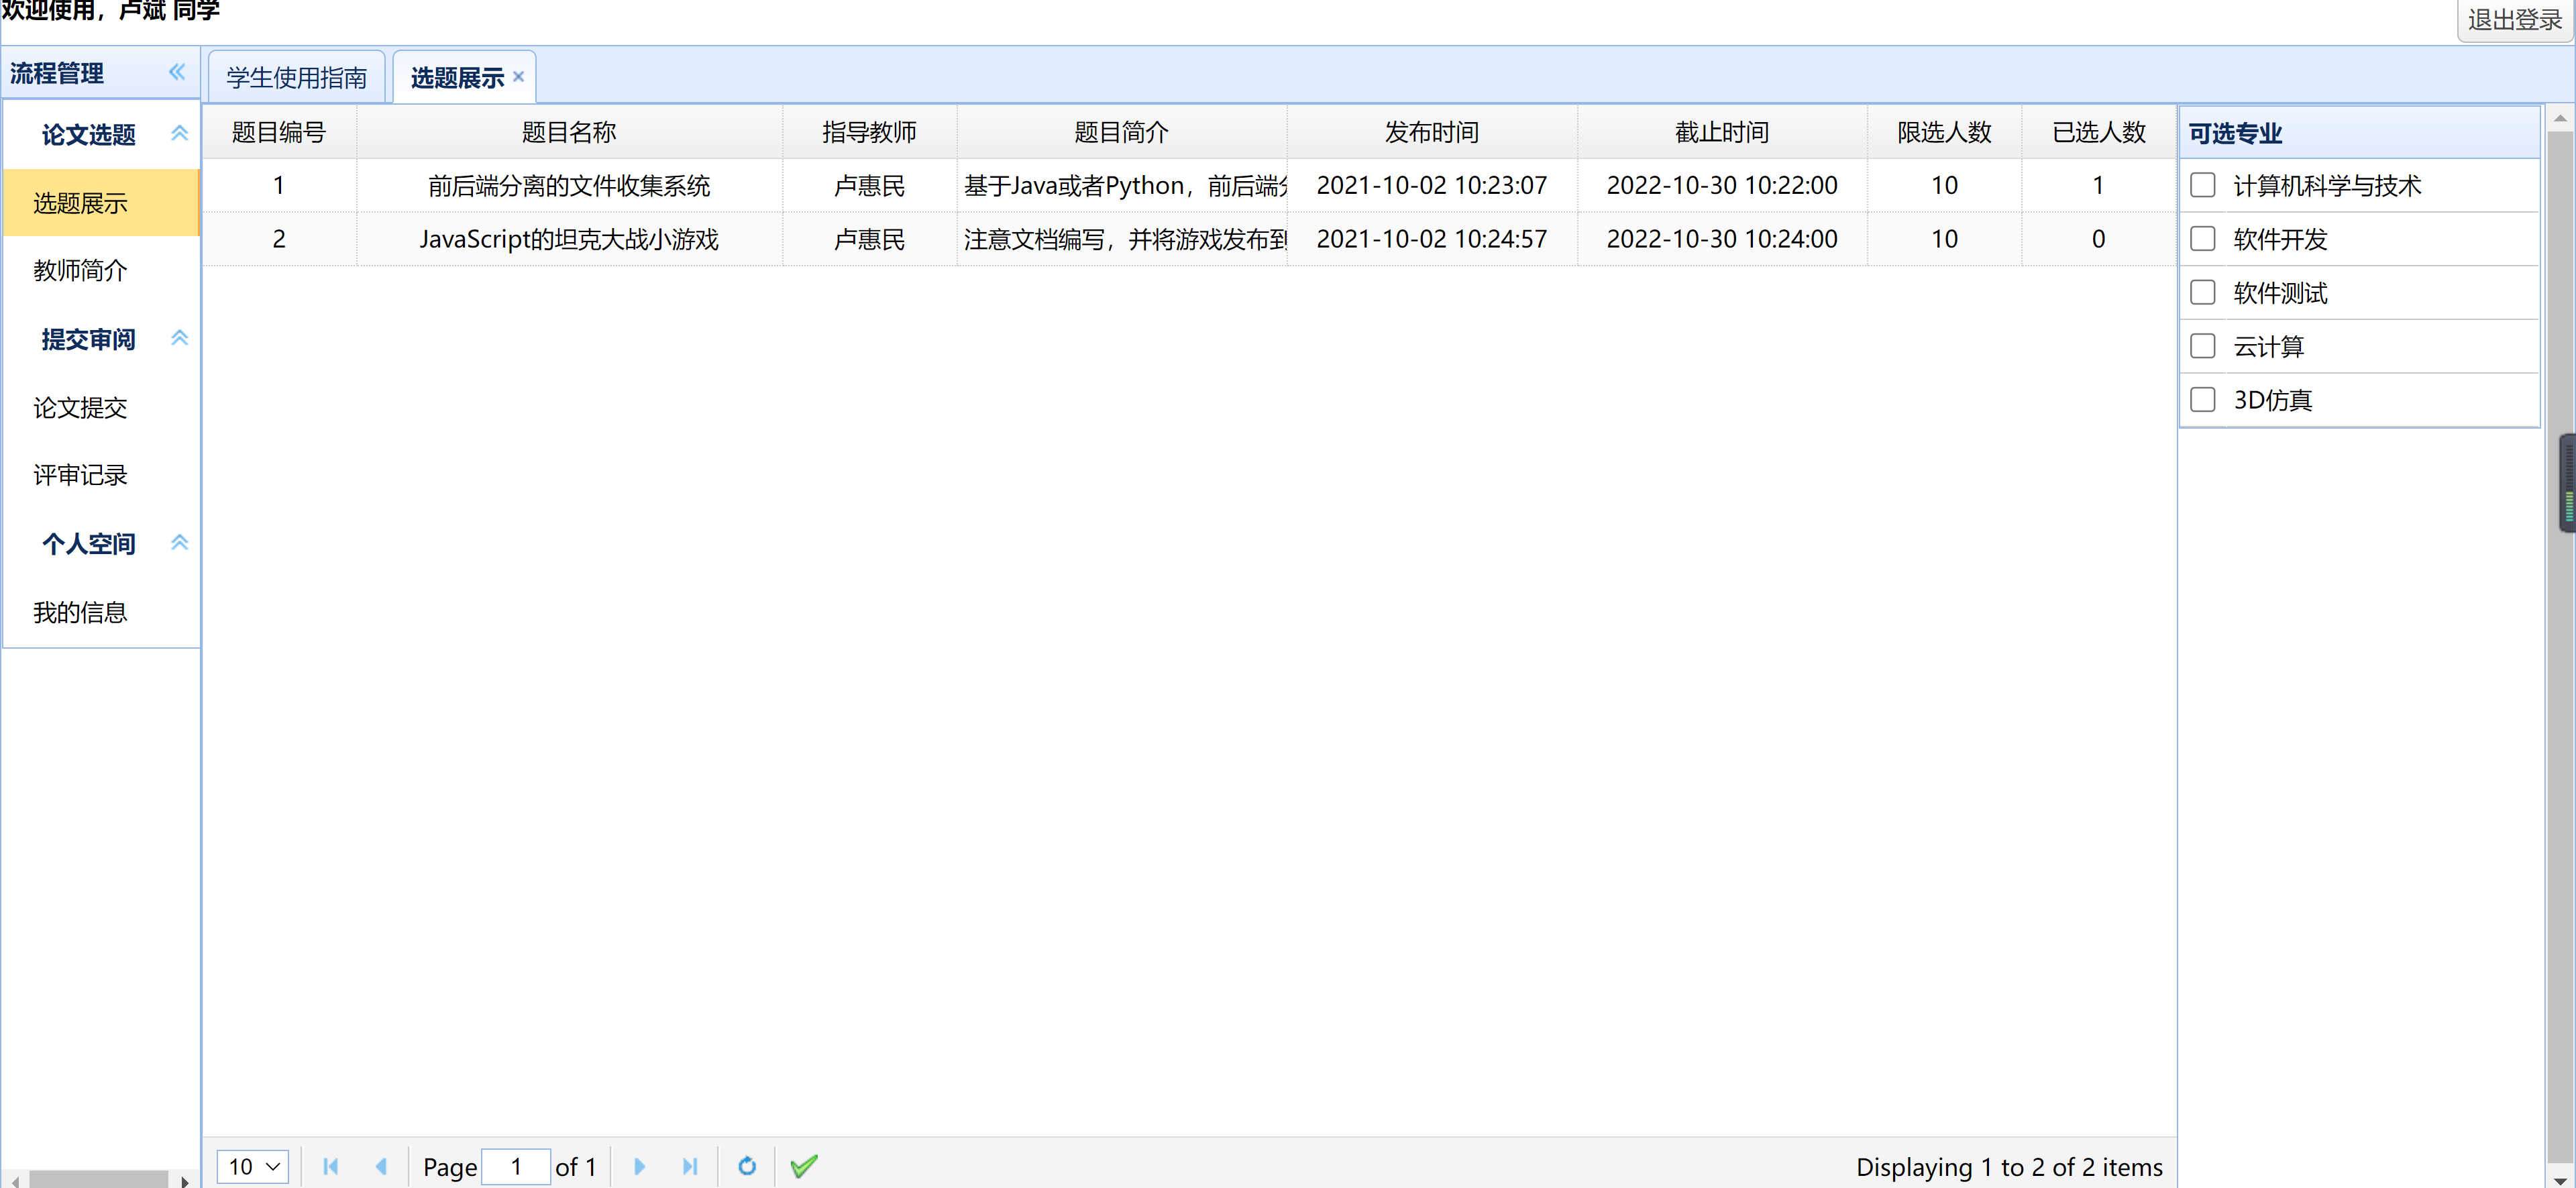 欢迎使用，卢斌 同学
退出登录
流程管理
学生使用指南
选题展示
论文选题
选题展示
教师简介
提交审阅
论文提交
评审记录
个人空间
我的信息
题目编号 题目名称 指导教师 题目简介 发布时间 截止时间 限选人数 已选人数
1 前后端分离的文件收集系统 卢惠民 基于Java或者Python，前后端分 2021-10-02 10:23:07 2022-10-30 10:22:00 10 1
2 JavaScript的坦克大战小游戏 卢惠民 注意文档编写，并将游戏发布到 2021-10-02 10:24:57 2022-10-30 10:24:00 10 0
可选专业
计算机科学与技术
软件开发
软件测试
云计算
3D仿真
10 Page 1 of 1 Displaying 1 to 2 of 2 items